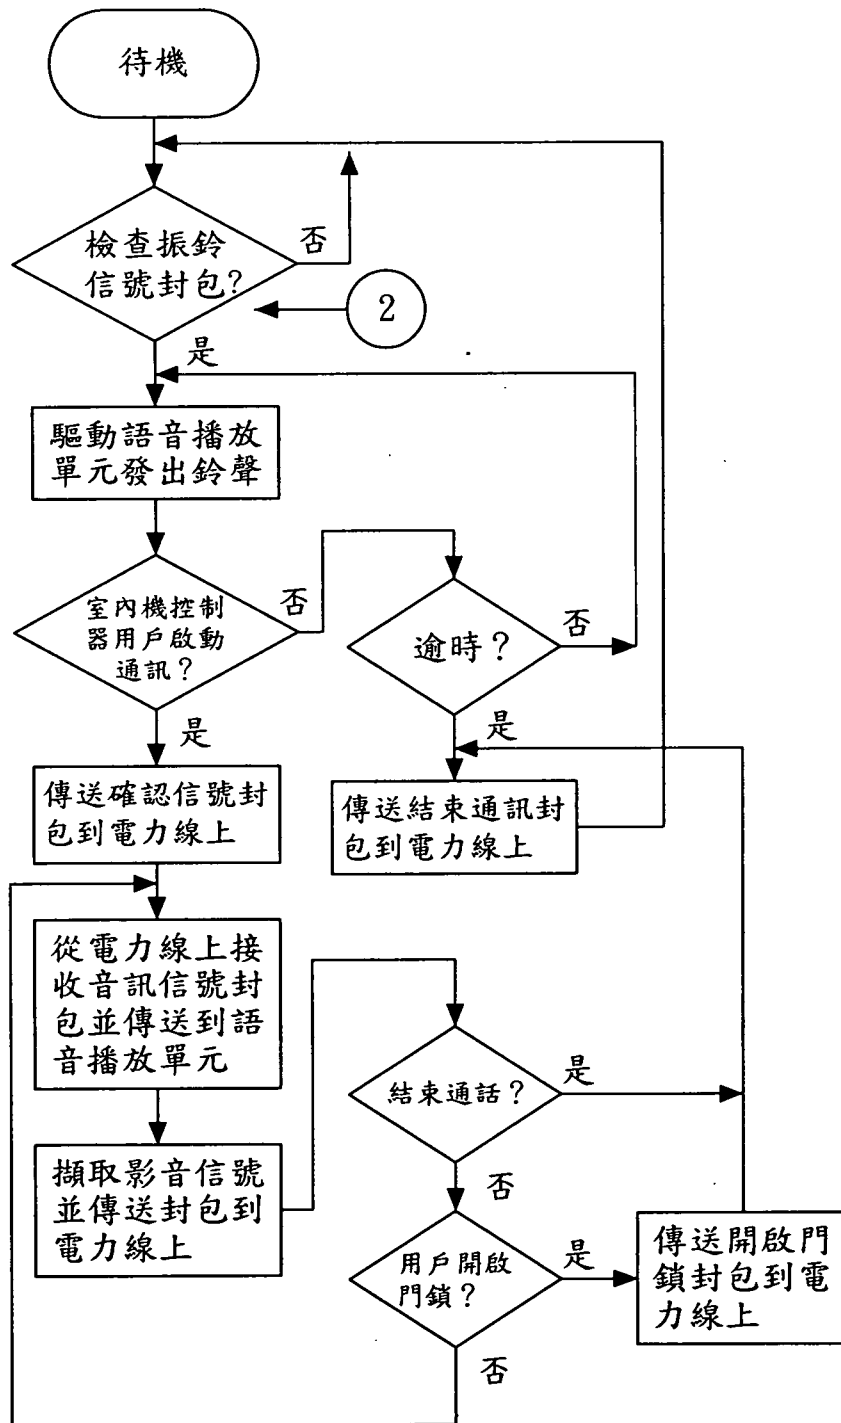 待機
檢查振鈴
信號封包?
否
2
是
驅動語音播放
單元發出鈴聲
室內機控制
器用戶啟動
通訊？
否
逾時？
否
是
是
傳送確認信號封
包到電力線上
傳送結束通訊封
包到電力線上
從電力線上接
收音訊信號封
包並傳送到語
音播放單元
結束通話？
是
擷取影音信號
並傳送封包到
電力線上
否
用戶開啟
門鎖？
是
傳送開啟門
鎖封包到電
力線上
否